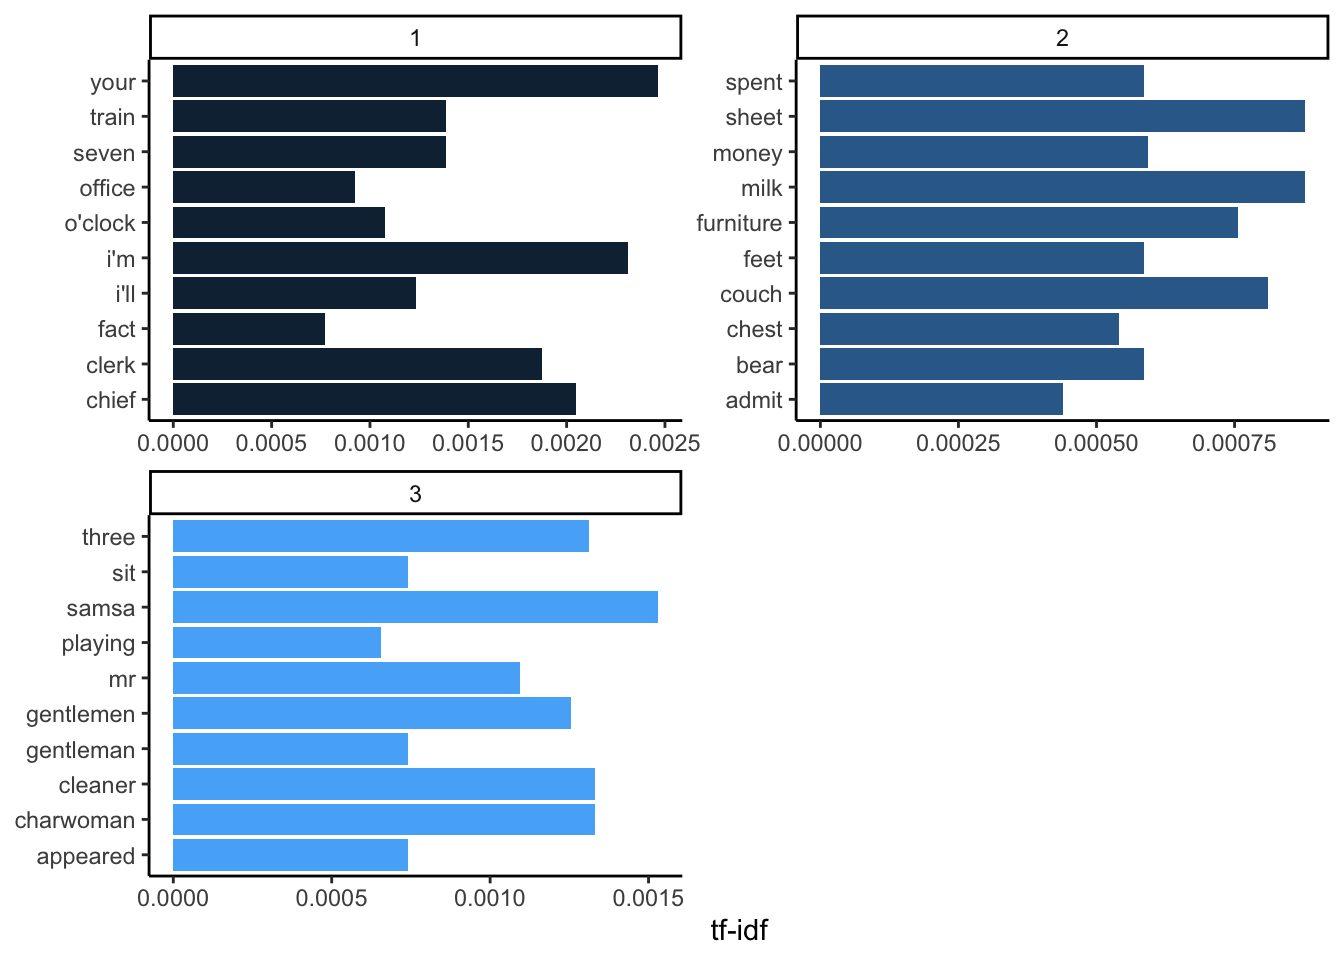 1
your
train
seven
office
o'clock
i'm
i'll
fact
clerk
chief
0.0000 0.0005 0.0010 0.0015 0.0020 0.0025
2
spent
sheet
money
milk
furniture
feet
couch
chest
bear
admit
0.00000 0.00025 0.00050 0.00075
3
three
sit
samsa
playing
mr
gentlemen
gentleman
cleaner
charwoman
appeared
0.0000 0.0005 0.0010 0.0015
tf-idf